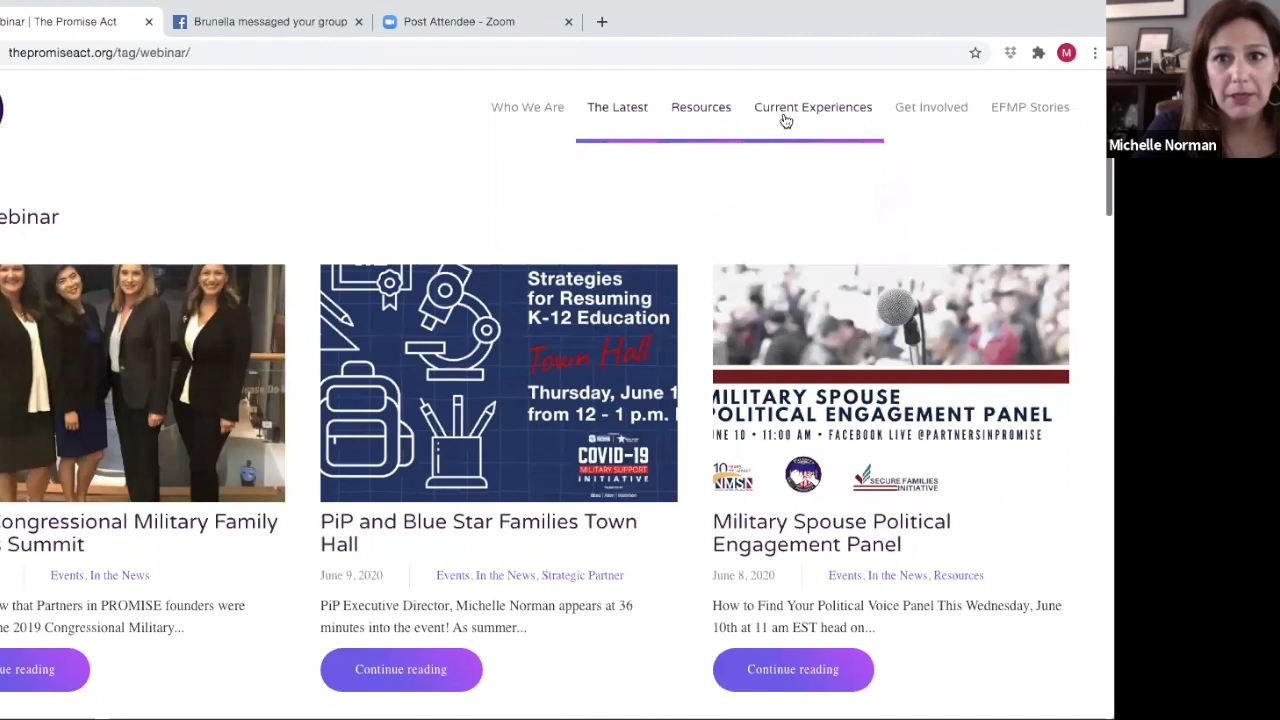 binar | The Promise Act
Brunella messaged your group
Post Attendee - Zoom
thepromiseact.org/tag/webinar/
M
Michelle Norman
Who We Are
The Latest
Resources
Current Experiences
Get Involved
EFMP Stories
ebinar
Strategies
for Resuming
K-12 Education
Town Hall
Thursday, June 1
from 12 - 1 p.m.
COVID-19
MILITARY SUPPORT
INITIATIVE
MILITARY SPOUSE
POLITICAL ENGAGEMENT PANEL
UNE 10 • 11:00 AM • FACEBOOK LIVE @PARTNERSINPROMISE
10
NMSN
SECURE FAMILIES
INITIATIVE
Congressional Military Family
s Summit
Events, In the News
w that Partners in PROMISE founders were
he 2019 Congressional Military...
ue reading
PiP and Blue Star Families Town
Hall
June 9, 2020
Events, In the News, Strategic Partner
PiP Executive Director, Michelle Norman appears at 36
minutes into the event! As summer...
Continue reading
Military Spouse Political
Engagement Panel
June 8, 2020
Events, In the News, Resources
How to Find Your Political Voice Panel This Wednesday, June
10th at 11 am EST head on...
Continue reading